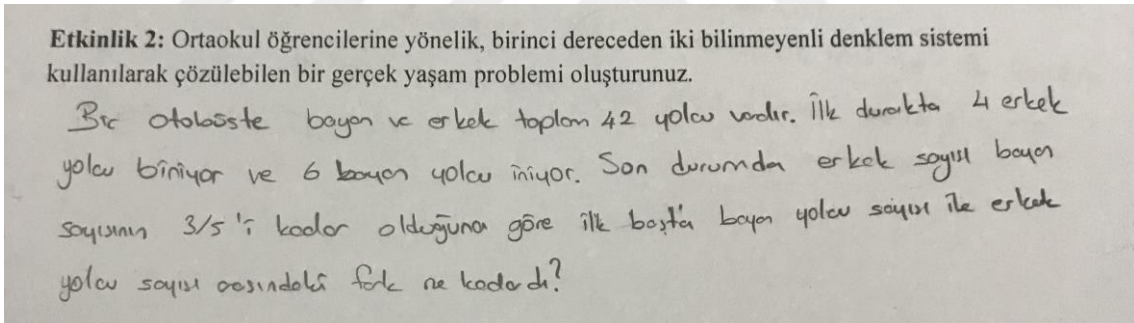 Etkinlik 2: Ortaokul öğrencilerine yönelik, birinci dereceden iki bilinmeyenli denklem sistemi
kullanılarak çözülebilen bir gerçek yaşam problemi oluşturunuz.
Bir otobüste bayan ve erkek toplam 42 yolcu vardır. İlk durakta 4 erkek
yolcu biniyor ve 6 bayan yolcu iniyor. Son durumda erkek sayısı bayan
sayısının 3/5'i kadar olduğuna göre ilk başta bayan yolcu sayısı ile erkek
yolcu sayısı arasındaki fark ne kadardı?